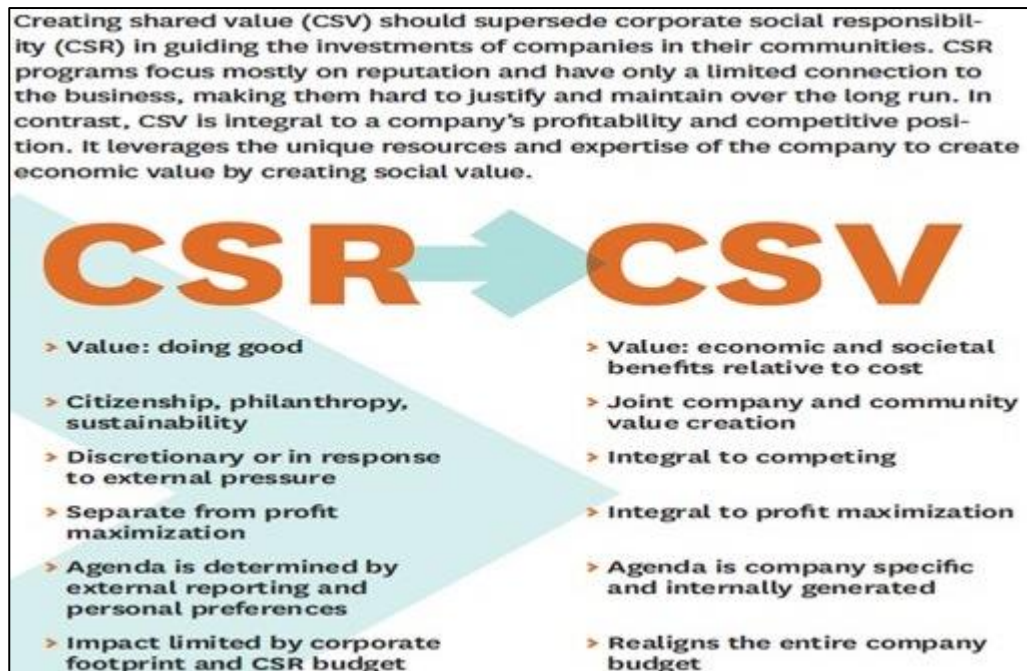 Creating shared value (CSV) should supersede corporate social responsibil-
ity (CSR) in guiding the investments of companies in their communities. CSR
programs focus mostly on reputation and have only a limited connection to
the business, making them hard to justify and maintain over the long run. In
contrast, CSV is integral to a company's profitability and competitive posi-
tion. It leverages the unique resources and expertise of the company to create
economic value by creating social value.
CSR
> Value: doing good
> Citizenship, philanthropy,
sustainability
> Discretionary or in response
to external pressure
> Separate from profit
maximization
> Agenda is determined by
external reporting and
personal preferences
> Impact limited by corporate
footprint and CSR budget
CSV
> Value: economic and societal
benefits relative to cost
> Joint company and community
value creation
> Integral to competing
> Integral to profit maximization
> Agenda is company specific
and internally generated
> Realigns the entire company
budget